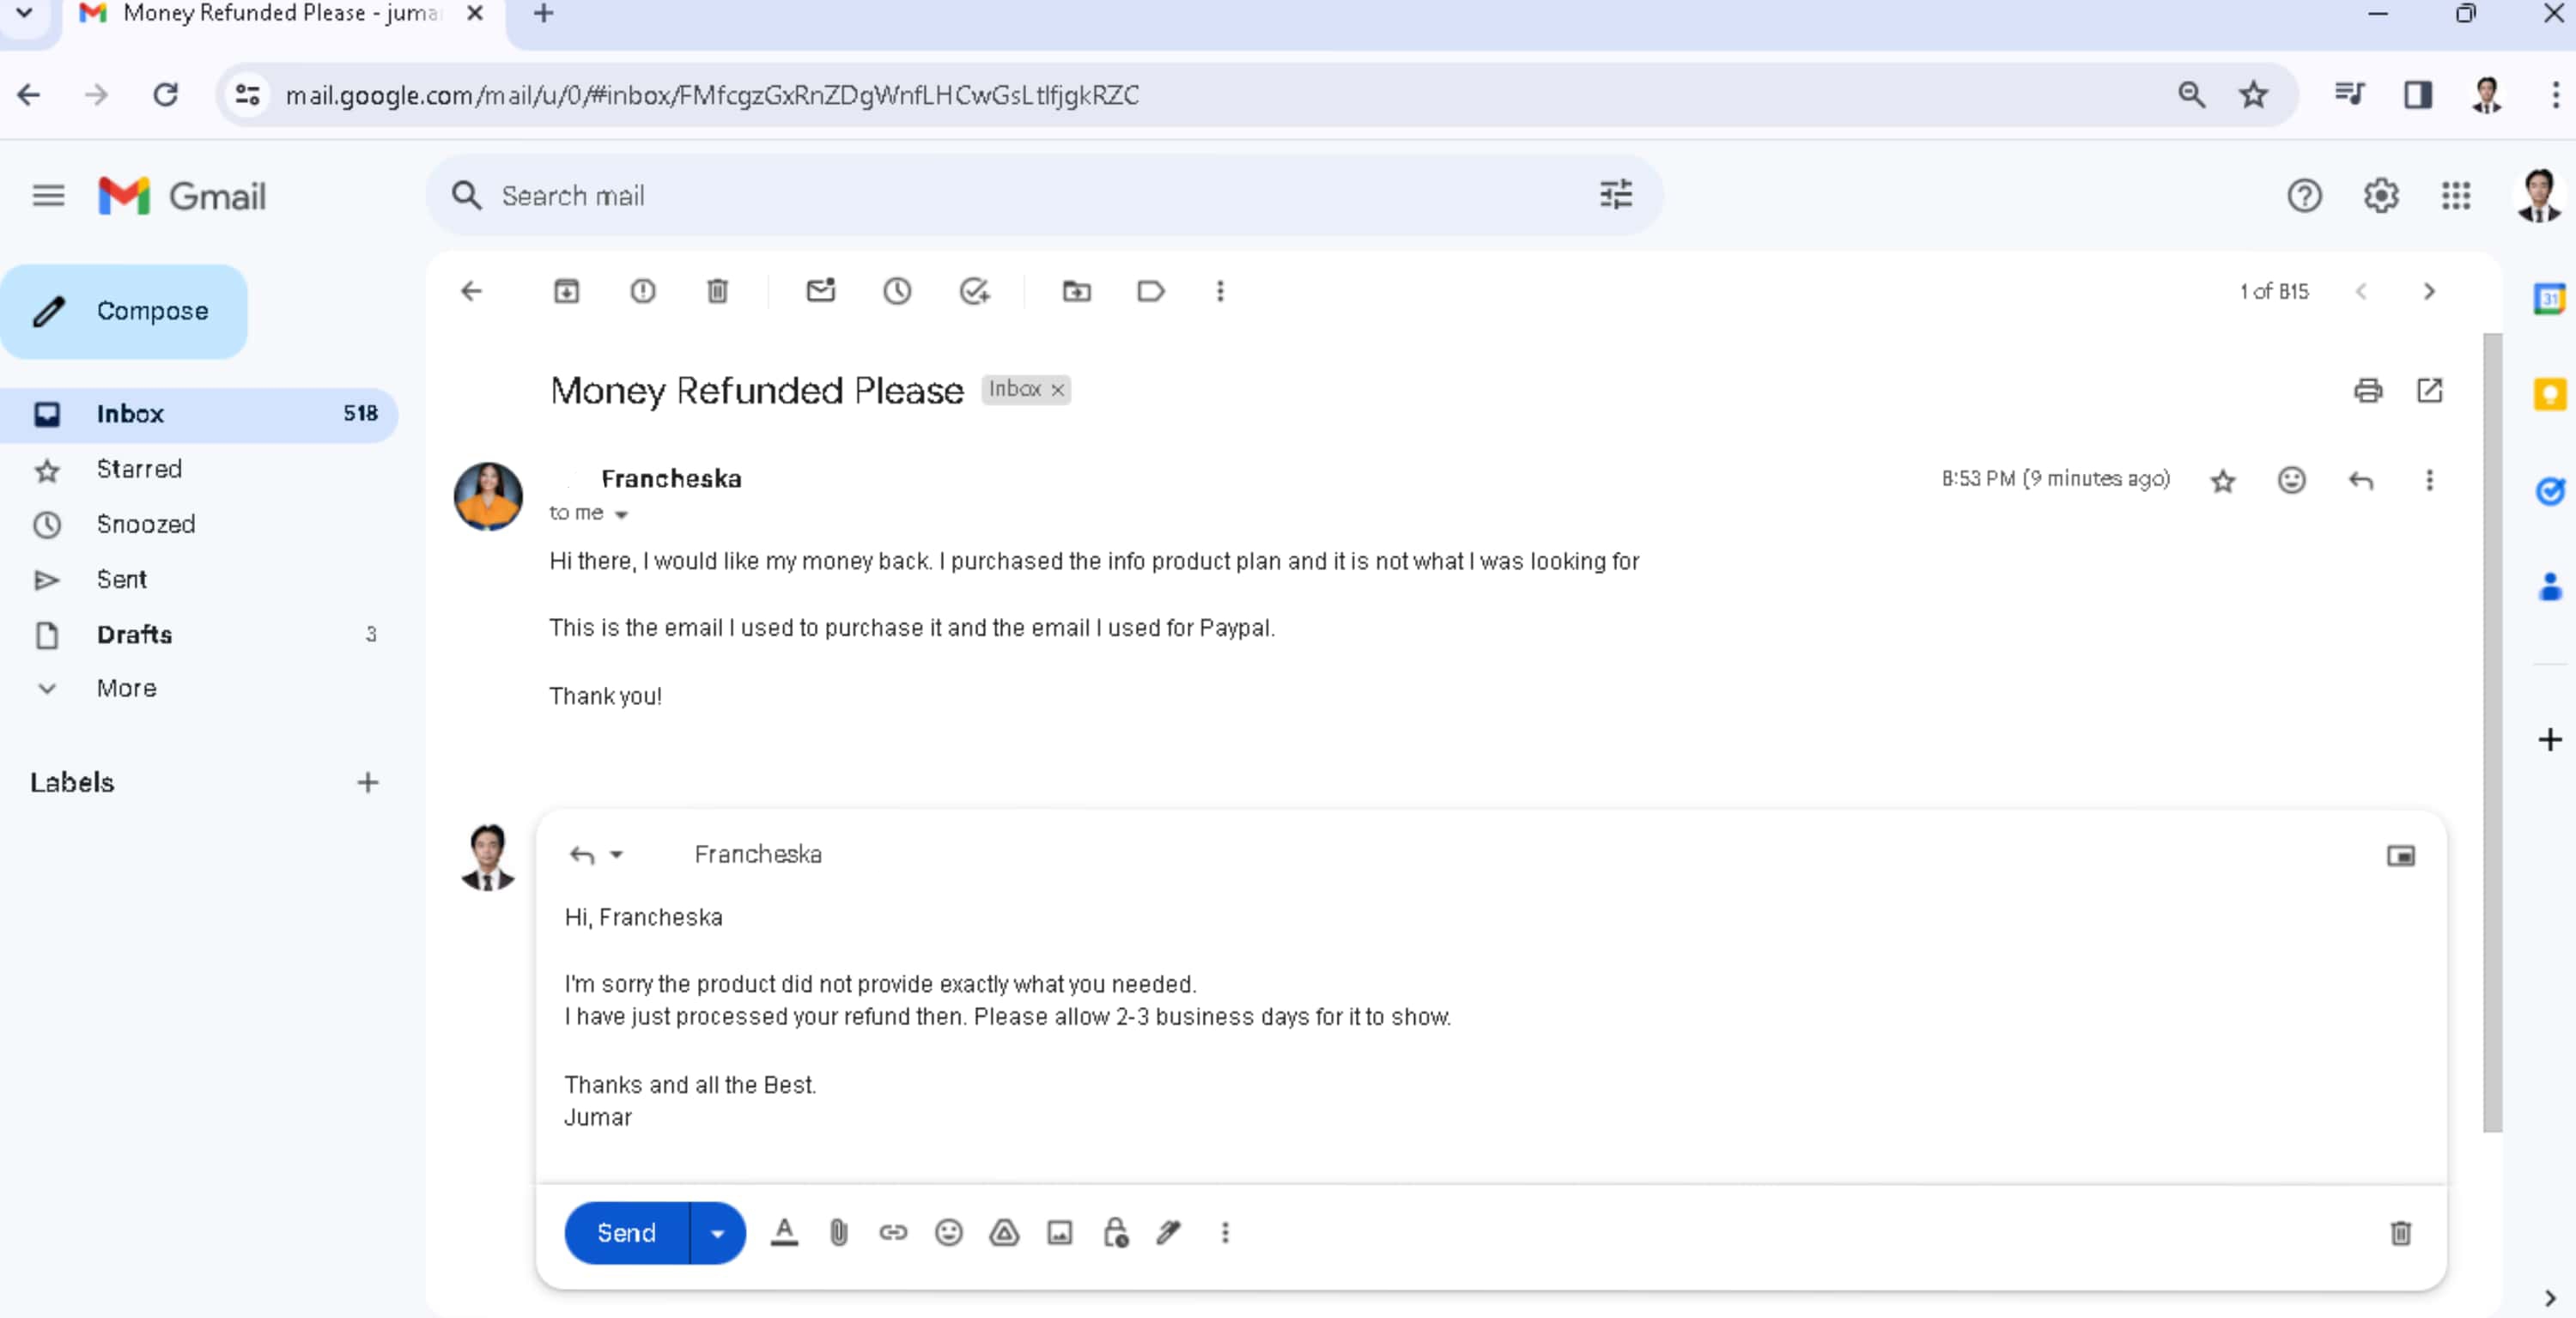 Money Refunded Please - juma
mail.google.com/mail/u/0/#inbox/FMfcgzGxRnZDgWnfLHCwGsLtlfjgkRZC
Gmail
Search mail
Compose
1 of 815
Inbox 518
Starred
Snoozed
Sent
Drafts 3
More
Labels
Money Refunded Please Inbox ×
Francheska 8:53 PM (9 minutes ago)
to me
Hi there, I would like my money back. I purchased the info product plan and it is not what I was looking for
This is the email I used to purchase it and the email I used for Paypal.
Thank you!
Francheska
Hi, Francheska
I'm sorry the product did not provide exactly what you needed.
I have just processed your refund then. Please allow 2-3 business days for it to show.
Thanks and all the Best.
Jumar
Send
31